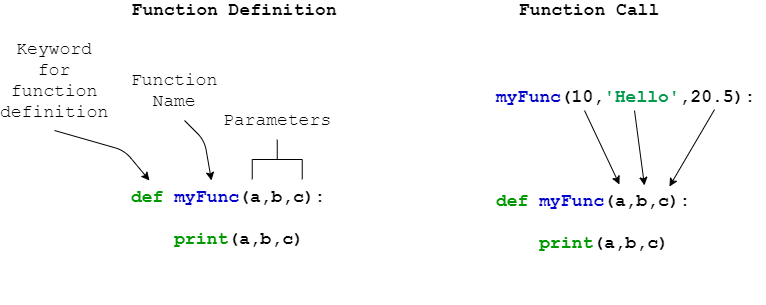 Function Definition
Keyword
for
function
definition
Function
Name
Parameters
def myFunc(a,b,c):
print(a,b,c)
Function Call
myFunc(10,'Hello',20.5):
def myFunc(a,b,c):
print(a,b,c)